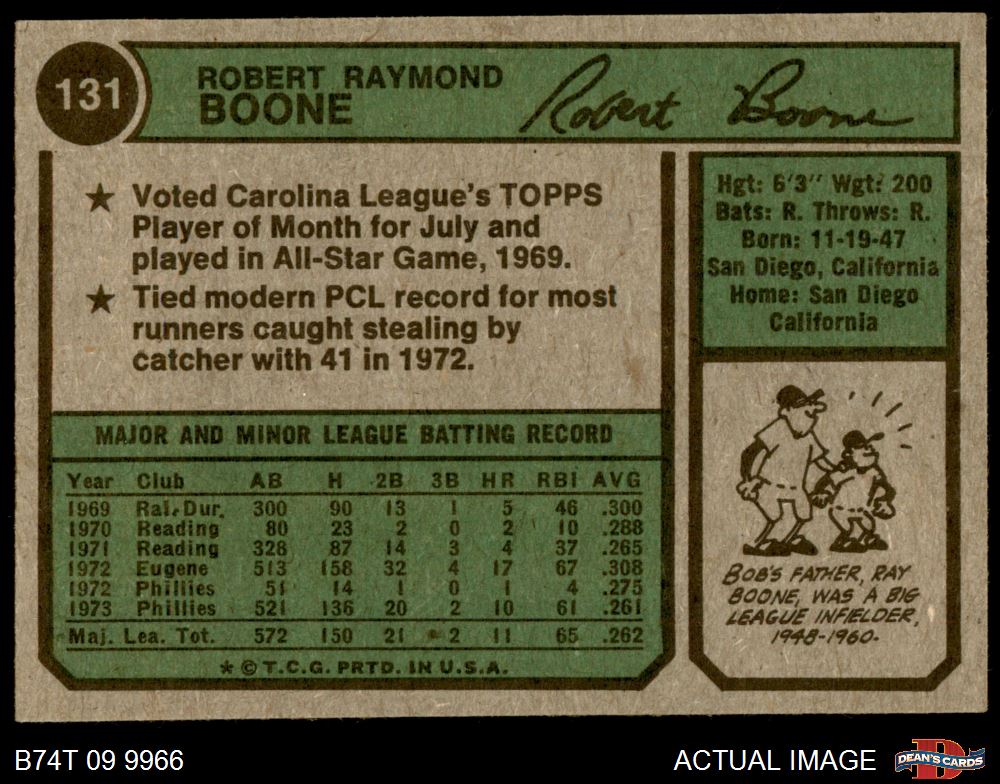 131
ROBERT RAYMOND
BOONE
Robert Boone
★ Voted Carolina League's TOPPS
Player of Month for July and
played in All-Star Game, 1969.
★ Tied modern PCL record for most
runners caught stealing by
catcher with 41 in 1972.
Hgt: 6'3" Wgt: 200
Bats: R. Throws: R.
Born: 11-19-47
San Diego, California
Home: San Diego
California
MAJOR AND MINOR LEAGUE BATTING RECORD
Year Club AB H 2B 3B HR RBI AVG
1969 Ral.-Dur. 300 90 13 1 5 46 .300
1970 Reading 80 23 2 0 2 10 .288
1971 Reading 328 87 14 3 4 37 .265
1972 Eugene 513 158 32 4 17 67 .308
1972 Phillies 51 14 1 0 1 4 .275
1973 Phillies 521 136 20 2 10 61 .261
Maj. Lea. Tot. 572 150 21 2 11 65 .262
* © T.C.G. PRTD. IN U.S.A.
BOB'S FATHER, RAY
BOONE, WAS A BIG
LEAGUE INFIELDER,
1948-1960.
B74T 09 9966
ACTUAL IMAGE
D
DEAN'S CARDS